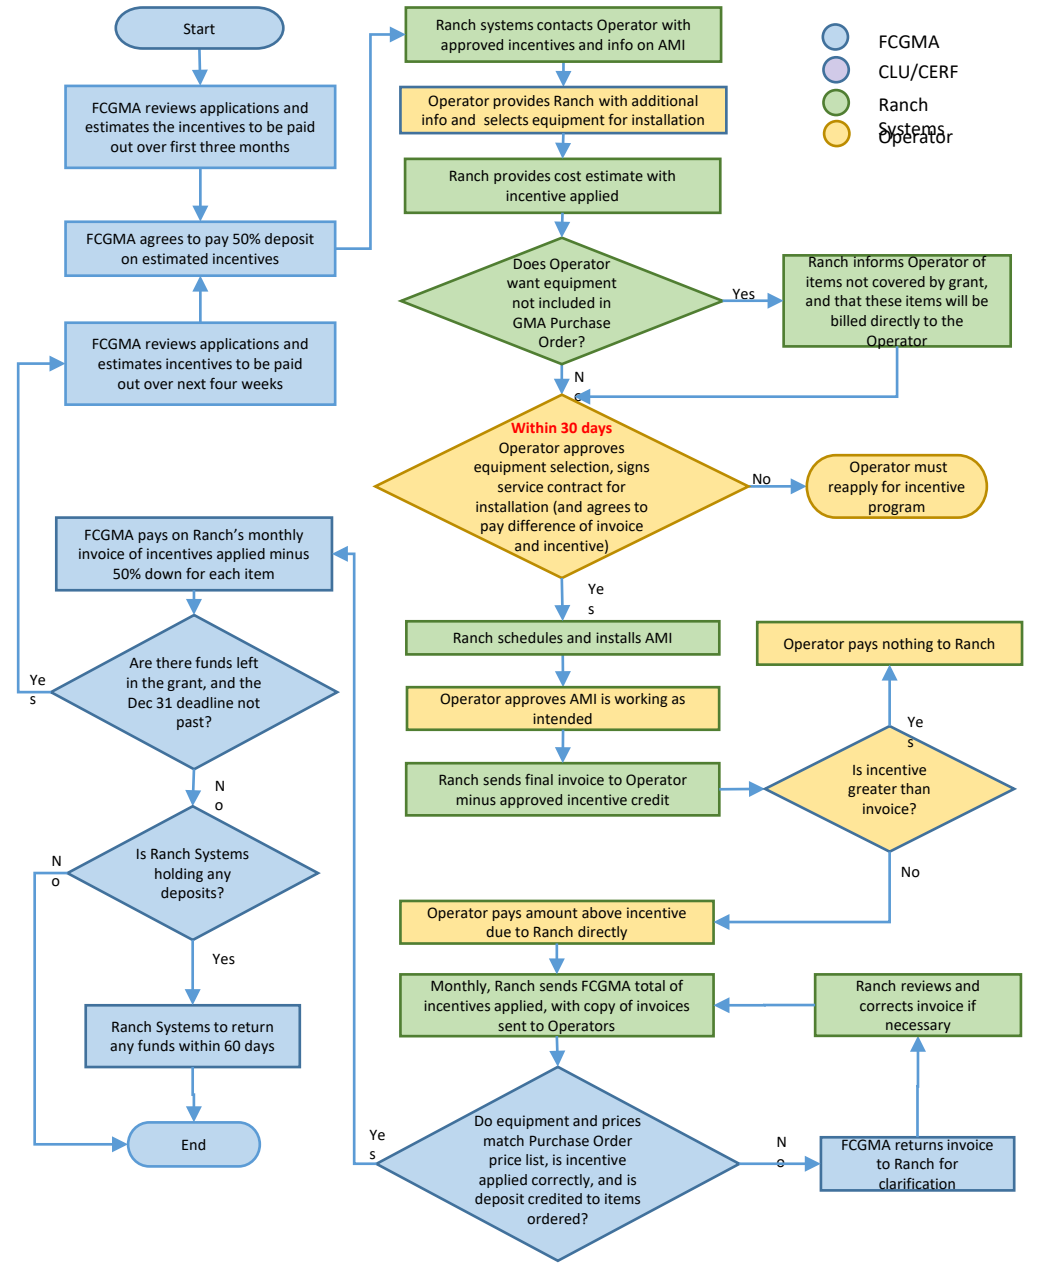 Start
FCGMA reviews applications and
estimates the incentives to be paid
out over first three months
FCGMA agrees to pay 50% deposit
on estimated incentives
FCGMA reviews applications and
estimates incentives to be paid
out over next four weeks
Ranch systems contacts Operator with
approved incentives and info on AMI
Operator provides Ranch with additional
info and selects equipment for installation
Ranch provides cost estimate with
incentive applied
Does Operator
want equipment
not included in
GMA Purchase
Order?
Yes
Ranch informs Operator of
items not covered by grant,
and that these items will be
billed directly to the
Operator
N
o
FCGMA
CLU/CERF
Ranch
Systems
Operator
Within 30 days
Operator approves
equipment selection, signs
service contract for
installation (and agrees to
pay difference of invoice
and incentive)
No
Operator must
reapply for incentive
program
Ye
s
Ranch schedules and installs AMI
Operator approves AMI is working as
intended
Ranch sends final invoice to Operator
minus approved incentive credit
Operator pays nothing to Ranch
Ye
s
Is incentive
greater than
invoice?
No
Operator pays amount above incentive
due to Ranch directly
Monthly, Ranch sends FCGMA total of
incentives applied, with copy of invoices
sent to Operators
Ranch reviews and
corrects invoice if
necessary
Do equipment and prices
match Purchase Order
price list, is incentive
applied correctly, and is
deposit credited to items
ordered?
N
o
FCGMA returns invoice
to Ranch for
clarification
Ye
s
FCGMA pays on Ranch's monthly
invoice of incentives applied minus
50% down for each item
Are there funds left
in the grant, and the
Dec 31 deadline not
past?
Ye
s
N
o
Is Ranch Systems
holding any
deposits?
N
o
Yes
Ranch Systems to return
any funds within 60 days
End